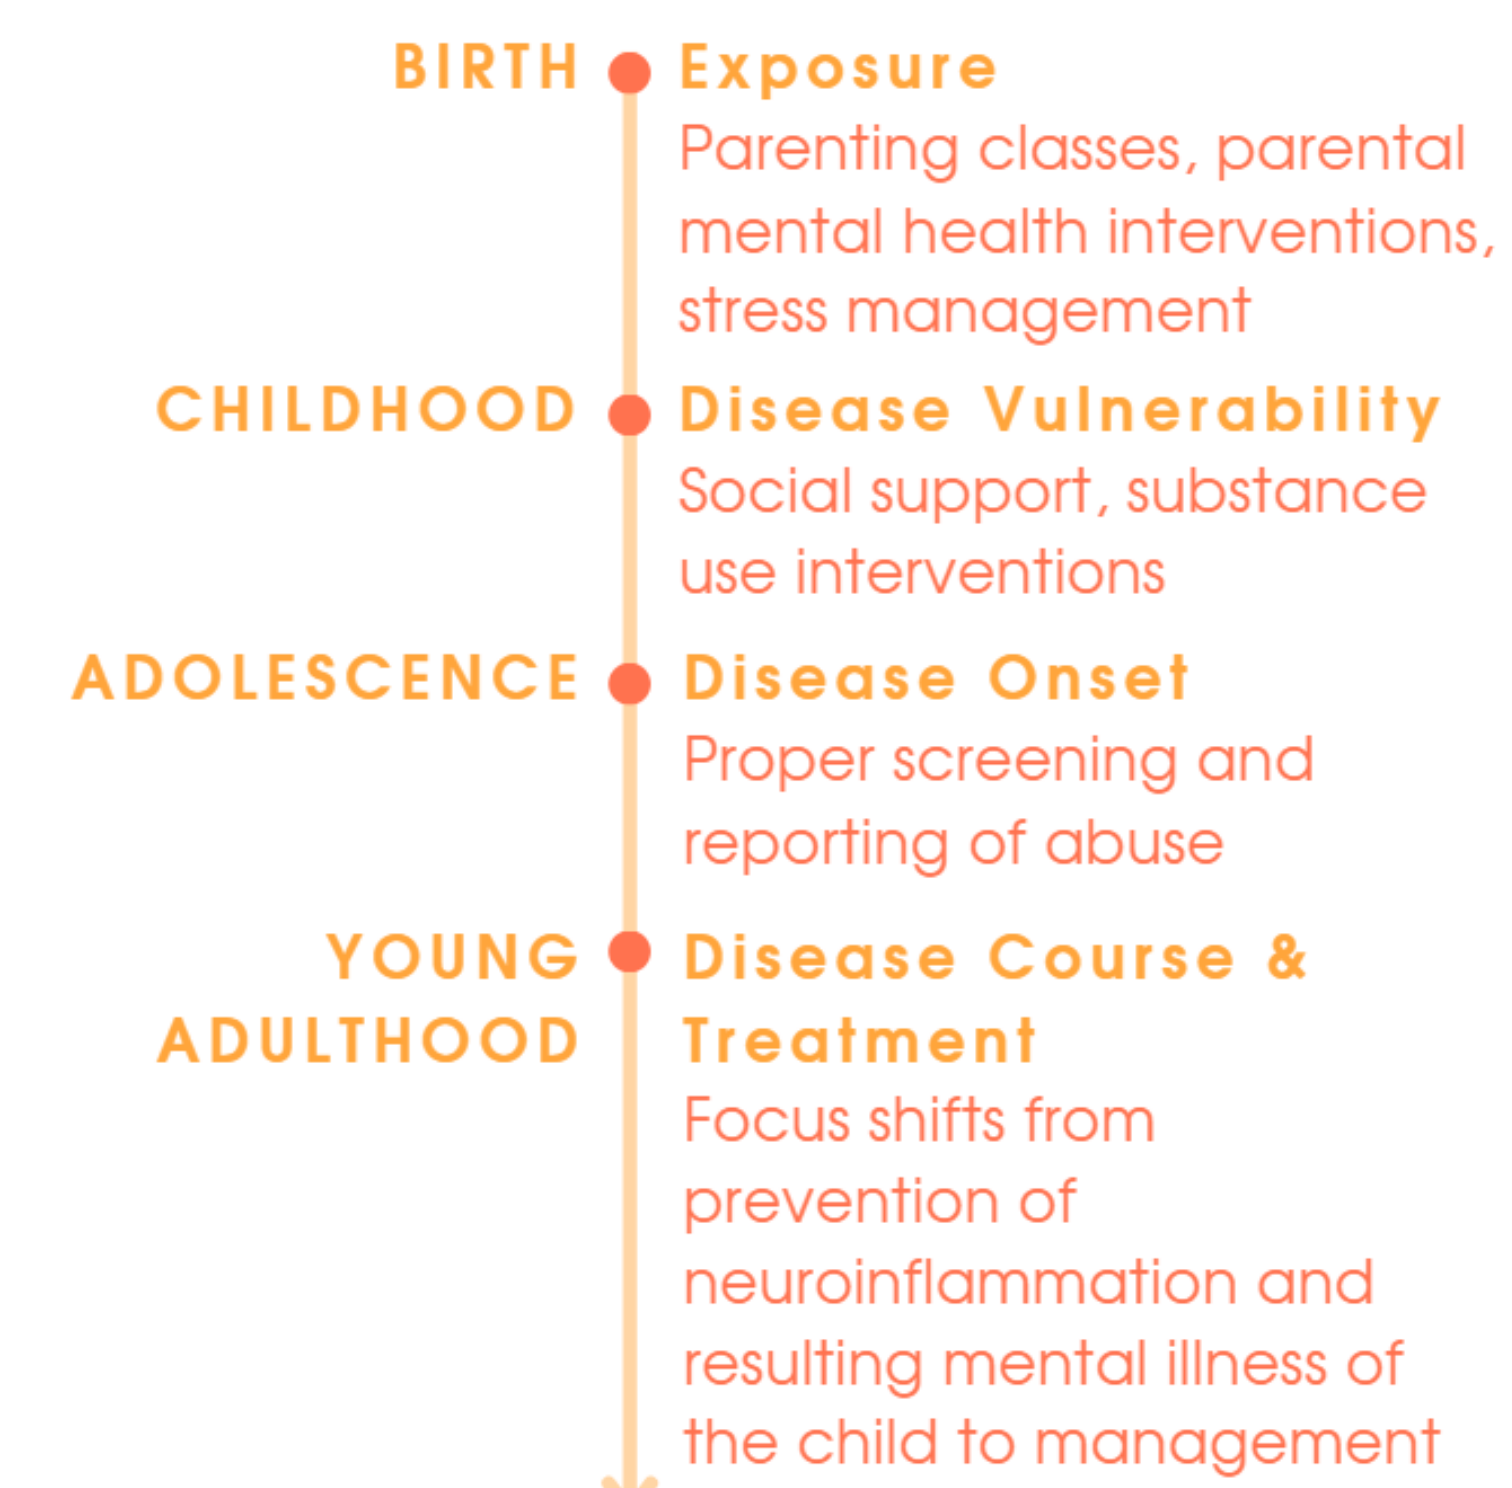 BIRTH
Exposure
Parenting classes, parental
mental health interventions,
stress management
CHILDHOOD
Disease Vulnerability
Social support, substance
use interventions
ADOLESCENCE
Disease Onset
Proper screening and
reporting of abuse
YOUNG
ADULTHOOD
Disease Course &
Treatment
Focus shifts from
prevention of
neuroinflammation and
resulting mental illness of
the child to management